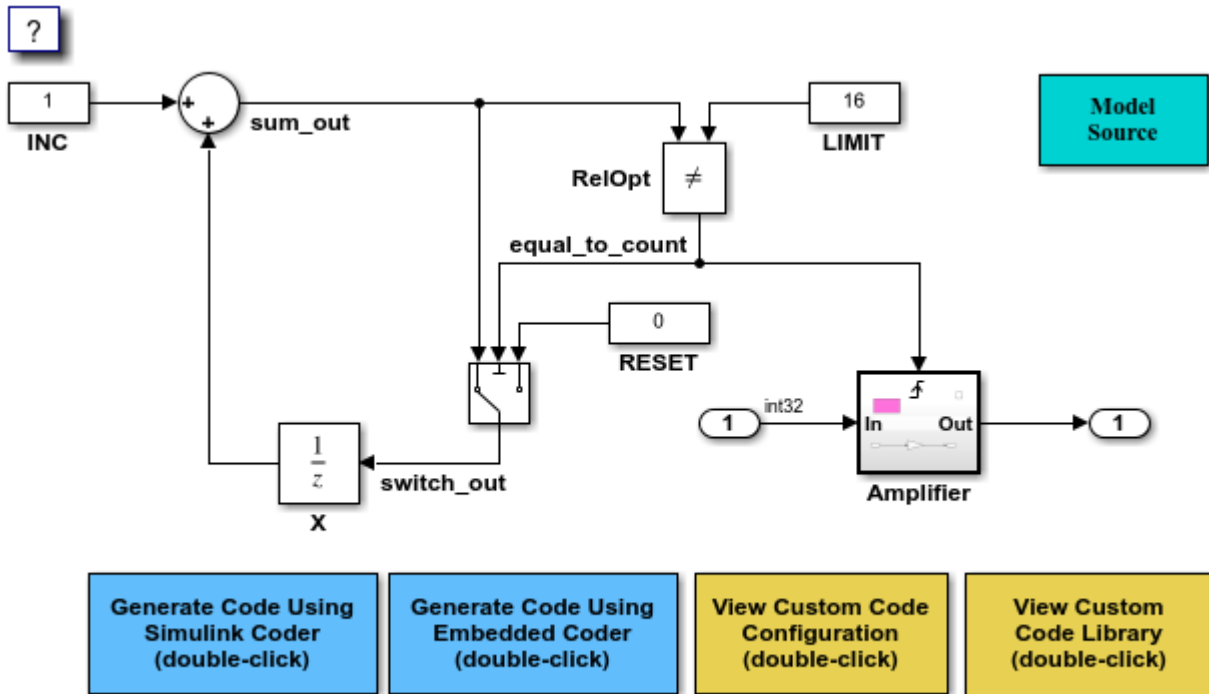 ?
1
INC
+
+
sum_out
16
LIMIT
Model
Source
RelOpt
≠
equal_to_count
0
RESET
1
int32
In
Out
1
Amplifier
1
z
X
switch_out
Generate Code Using
Simulink Coder
(double-click)
Generate Code Using
Embedded Coder
(double-click)
View Custom Code
Configuration
(double-click)
View Custom
Code Library
(double-click)